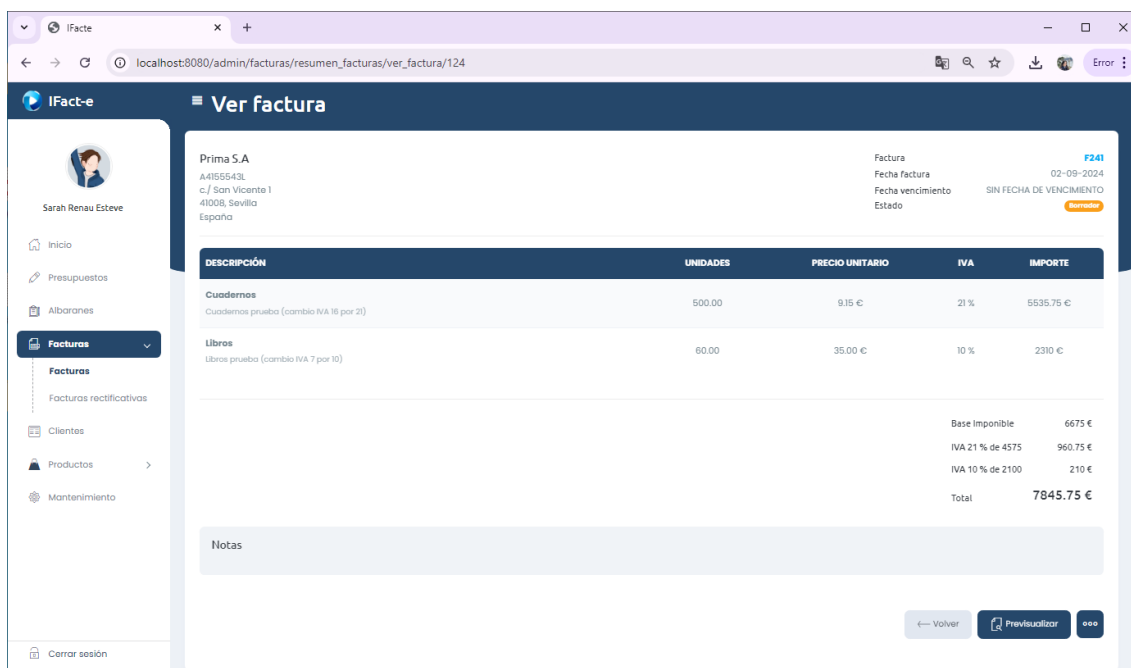 IFacte
localhost:8080/admin/facturas/resumen_facturas/ver_factura/124
Error
IFact-e
Ver factura
Sarah Renau Esteve
Inicio
Presupuestos
Albaranes
Facturas
Facturas
Facturas rectificativas
Clientes
Productos
Mantenimiento
Cerrar sesión
Prima S.A
A4155543L
c./ San Vicente 1
41008, Sevilla
España
Factura F241
Fecha factura 02-09-2024
Fecha vencimiento SIN FECHA DE VENCIMIENTO
Estado Borrador
DESCRIPCIÓN UNIDADES PRECIO UNITARIO IVA IMPORTE
Cuadernos
Cuadernos prueba (cambio IVA 16 por 21) 500.00 9.15 € 21 % 5535.75 €
Libros
Libros prueba (cambio IVA 7 por 10) 60.00 35.00 € 10 % 2310 €
Base Imponible 6675 €
IVA 21 % de 4575 960.75 €
IVA 10 % de 2100 210 €
Total 7845.75 €
Notas
Volver
Previsualizar